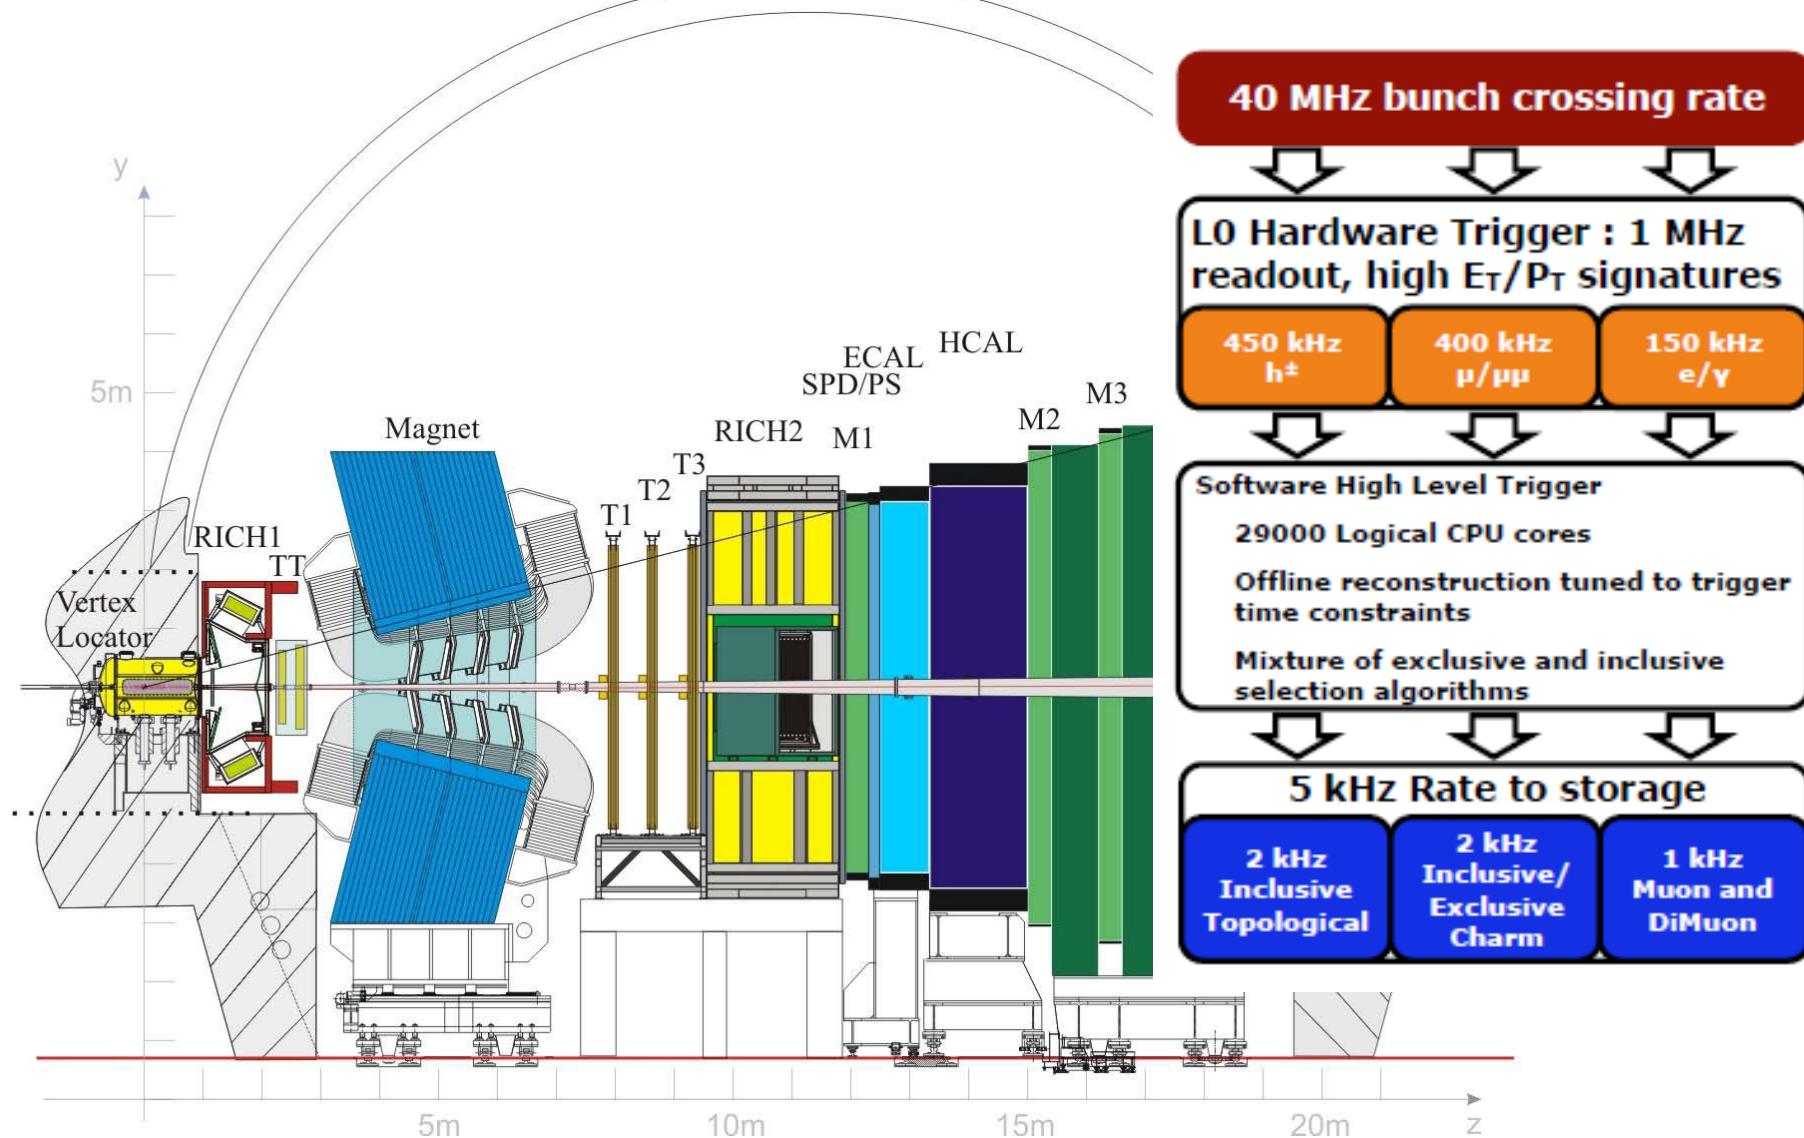 y
5m
Vertex
Locator
RICH1
TT
Magnet
T1
T2
T3
RICH2
M1
SPD/PS
ECAL
HCAL
M2
M3
5m
10m
15m
20m
z
40 MHz bunch crossing rate
L0 Hardware Trigger : 1 MHz
readout, high ET/PT signatures
450 kHz
h±
400 kHz
μ/μμ
150 kHz
e/γ
Software High Level Trigger
29000 Logical CPU cores
Offline reconstruction tuned to trigger
time constraints
Mixture of exclusive and inclusive
selection algorithms
5 kHz Rate to storage
2 kHz
Inclusive
Topological
2 kHz
Inclusive/
Exclusive
Charm
1 kHz
Muon and
DiMuon